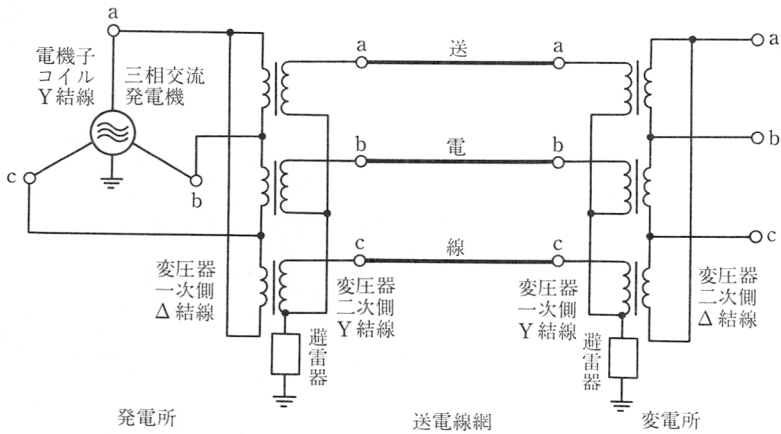 a
電機子
コイル
Y結線
三相交流
発電機
c
b
変圧器
一次側
Δ結線
a
送
a
b
電
b
c
線
c
変圧器
二次側
Y結線
避雷器
変圧器
一次側
Y結線
避雷器
変圧器
二次側
Δ結線
a
b
c
発電所
送電線網
変電所